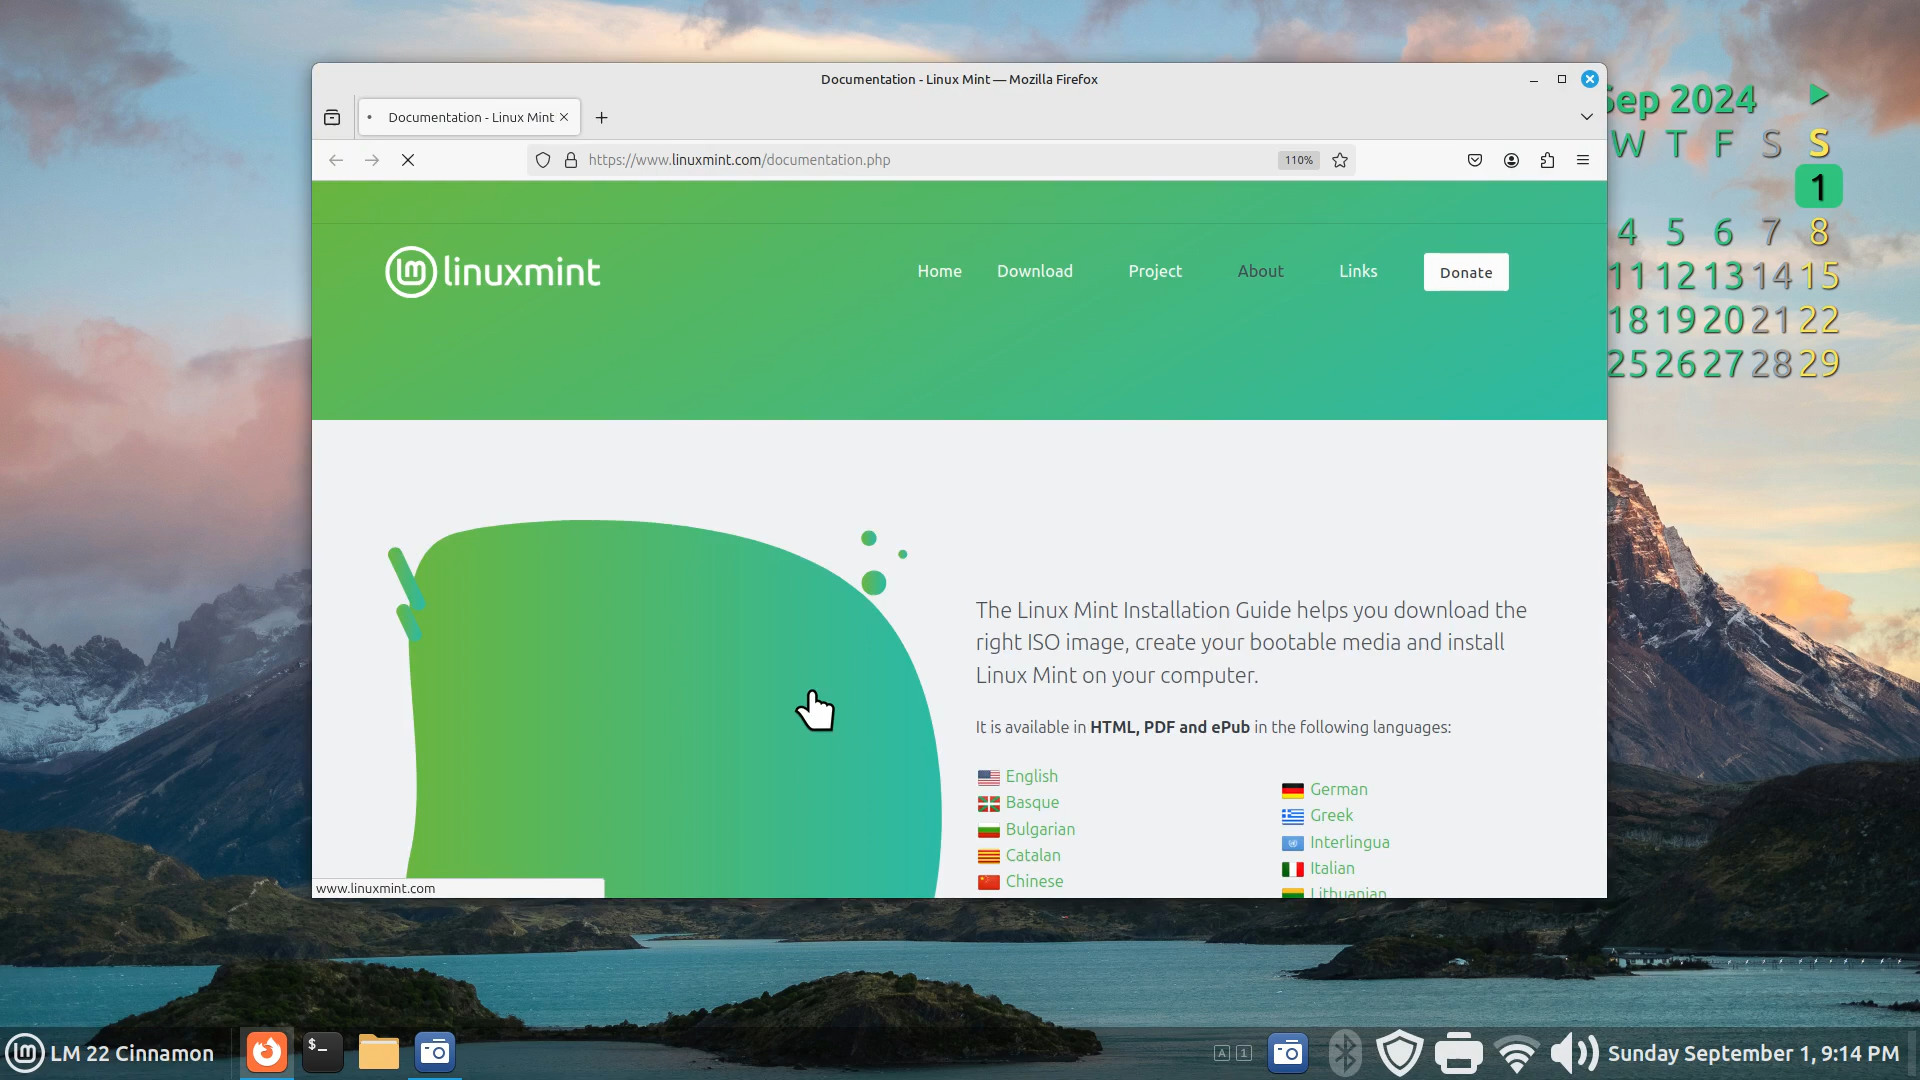 Documentation - Linux Mint — Mozilla Firefox
Documentation - Linux Mint
https://www.linuxmint.com/documentation.php
110%
linuxmint
Home
Download
Project
About
Links
Donate
The Linux Mint Installation Guide helps you download the
right ISO image, create your bootable media and install
Linux Mint on your computer.
It is available in HTML, PDF and ePub in the following languages:
English
Basque
Bulgarian
Catalan
Chinese
German
Greek
Interlingua
Italian
Lithuanian
www.linuxmint.com
Sep 2024
W T F S S
1
4 5 6 7 8
11 12 13 14 15
18 19 20 21 22
25 26 27 28 29
LM 22 Cinnamon
$_
A 1
Sunday September 1, 9:14 PM